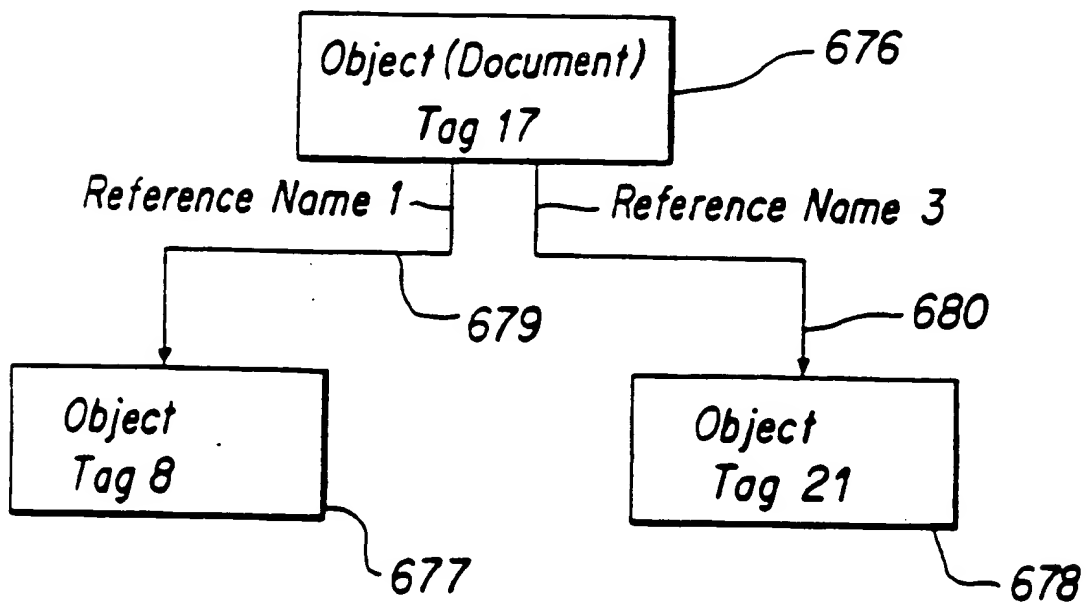 Object (Document)
Tag 17
676
Reference Name 1
Reference Name 3
679
680
Object
Tag 8
Object
Tag 21
677
678